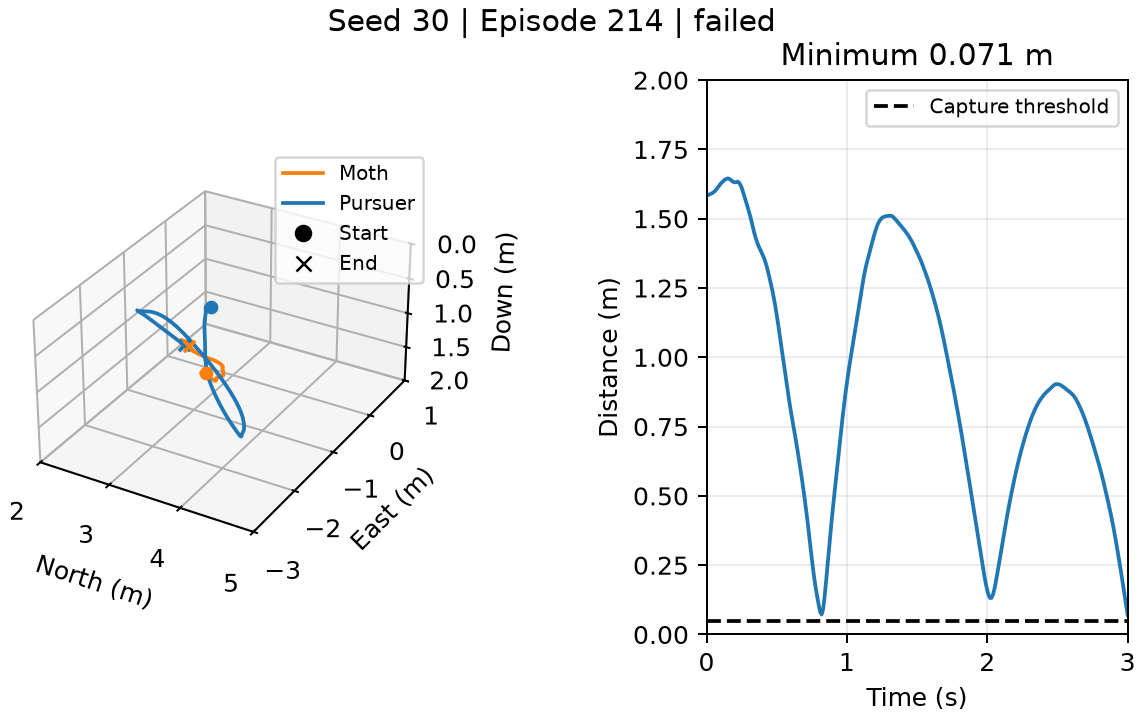 Seed 30 | Episode 214 | failed
Moth
Pursuer
Start
End
0.0
0.5
1.0
1.5
2.0
Down (m)
1
0
−1
−2
−3
East (m)
2
3
4
5
North (m)
Minimum 0.071 m
Capture threshold
2.00
1.75
1.50
1.25
1.00
0.75
0.50
0.25
0.00
Distance (m)
0 1 2 3
Time (s)